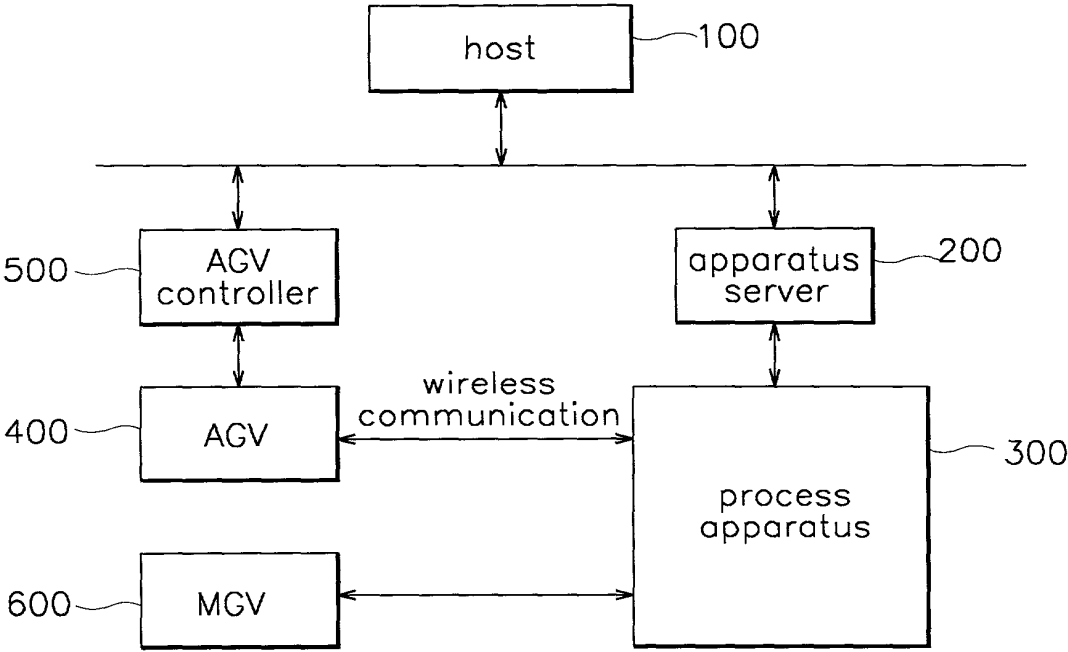 host
100
500
AGV
controller
apparatus
server
200
wireless
communication
400
AGV
300
process
apparatus
600
MGV